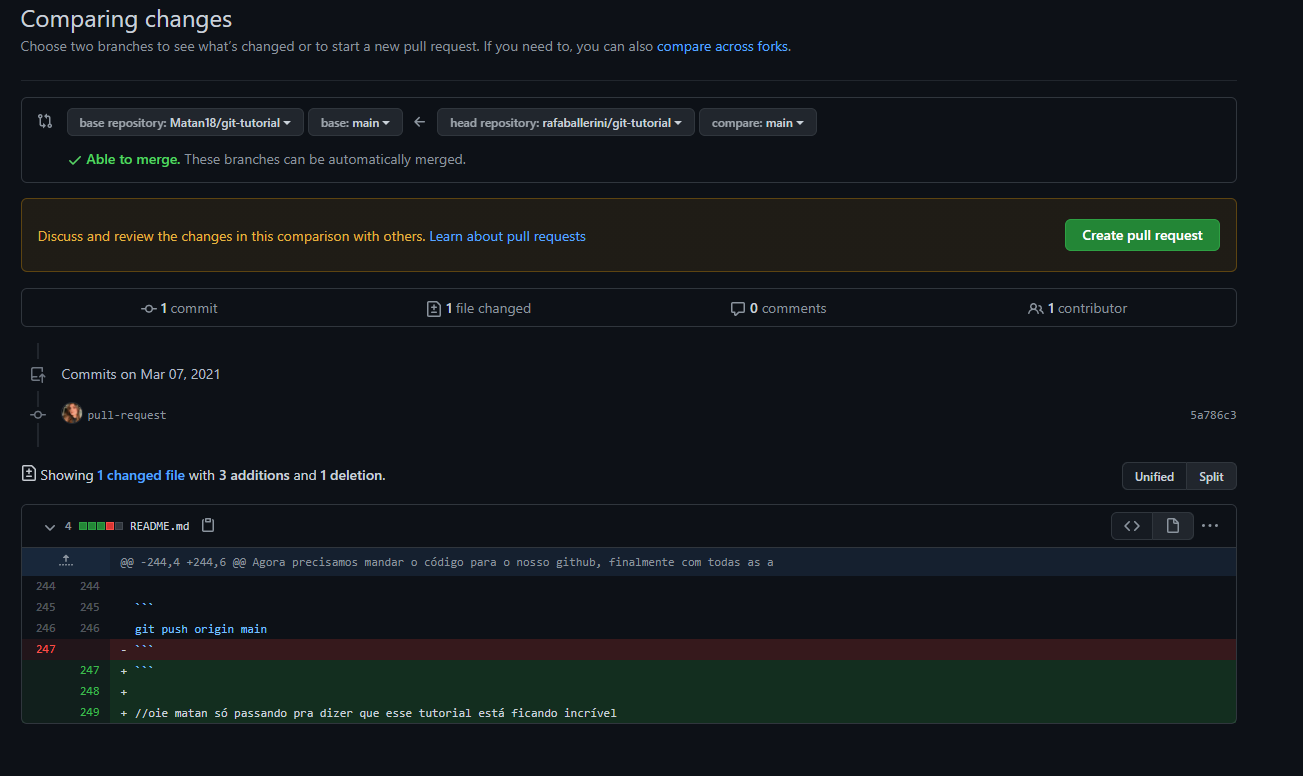 Comparing changes
Choose two branches to see what's changed or to start a new pull request. If you need to, you can also compare across forks.
base repository: Matan18/git-tutorial base: main ← head repository: rafaballerini/git-tutorial compare: main
Able to merge. These branches can be automatically merged.
Discuss and review the changes in this comparison with others. Learn about pull requests Create pull request
1 commit 1 file changed 0 comments 1 contributor
Commits on Mar 07, 2021
pull-request 5a786c3
Showing 1 changed file with 3 additions and 1 deletion. Unified Split
4 README.md <> ...
@@ -244,4 +244,6 @@ Agora precisamos mandar o código para o nosso github, finalmente com todas as a
244 244
245 245 ```
246 246 git push origin main
247 - ```
247 + ```
248 +
249 + //oie matan só passando pra dizer que esse tutorial está ficando incrível